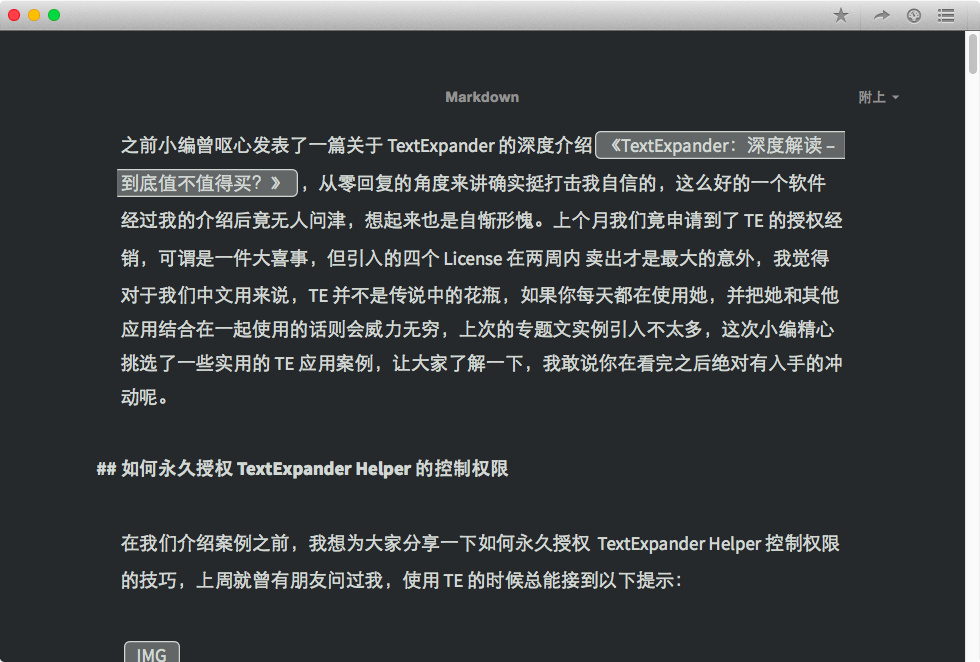 Markdown
附上
之前小编曾呕心发表了一篇关于 TextExpander 的深度介绍 《TextExpander：深度解读 –
到底值不值得买？》，从零回复的角度来讲确实挺打击我自信的，这么好的一个软件
经过我的介绍后竟无人问津，想起来也是自惭形愧。上个月我们竟申请到了 TE 的授权经
销，可谓是一件大喜事，但引入的四个 License 在两周内 卖出才是最大的意外，我觉得
对于我们中文用来说，TE 并不是传说中的花瓶，如果你每天都在使用她，并把她和其他
应用结合在一起使用的话则会威力无穷，上次的专题文实例引入不太多，这次小编精心
挑选了一些实用的 TE 应用案例，让大家了解一下，我敢说你在看完之后绝对有入手的冲
动呢。
## 如何永久授权 TextExpander Helper 的控制权限
在我们介绍案例之前，我想为大家分享一下如何永久授权 TextExpander Helper 控制权限
的技巧，上周就曾有朋友问过我，使用 TE 的时候总能接到以下提示：
IMG